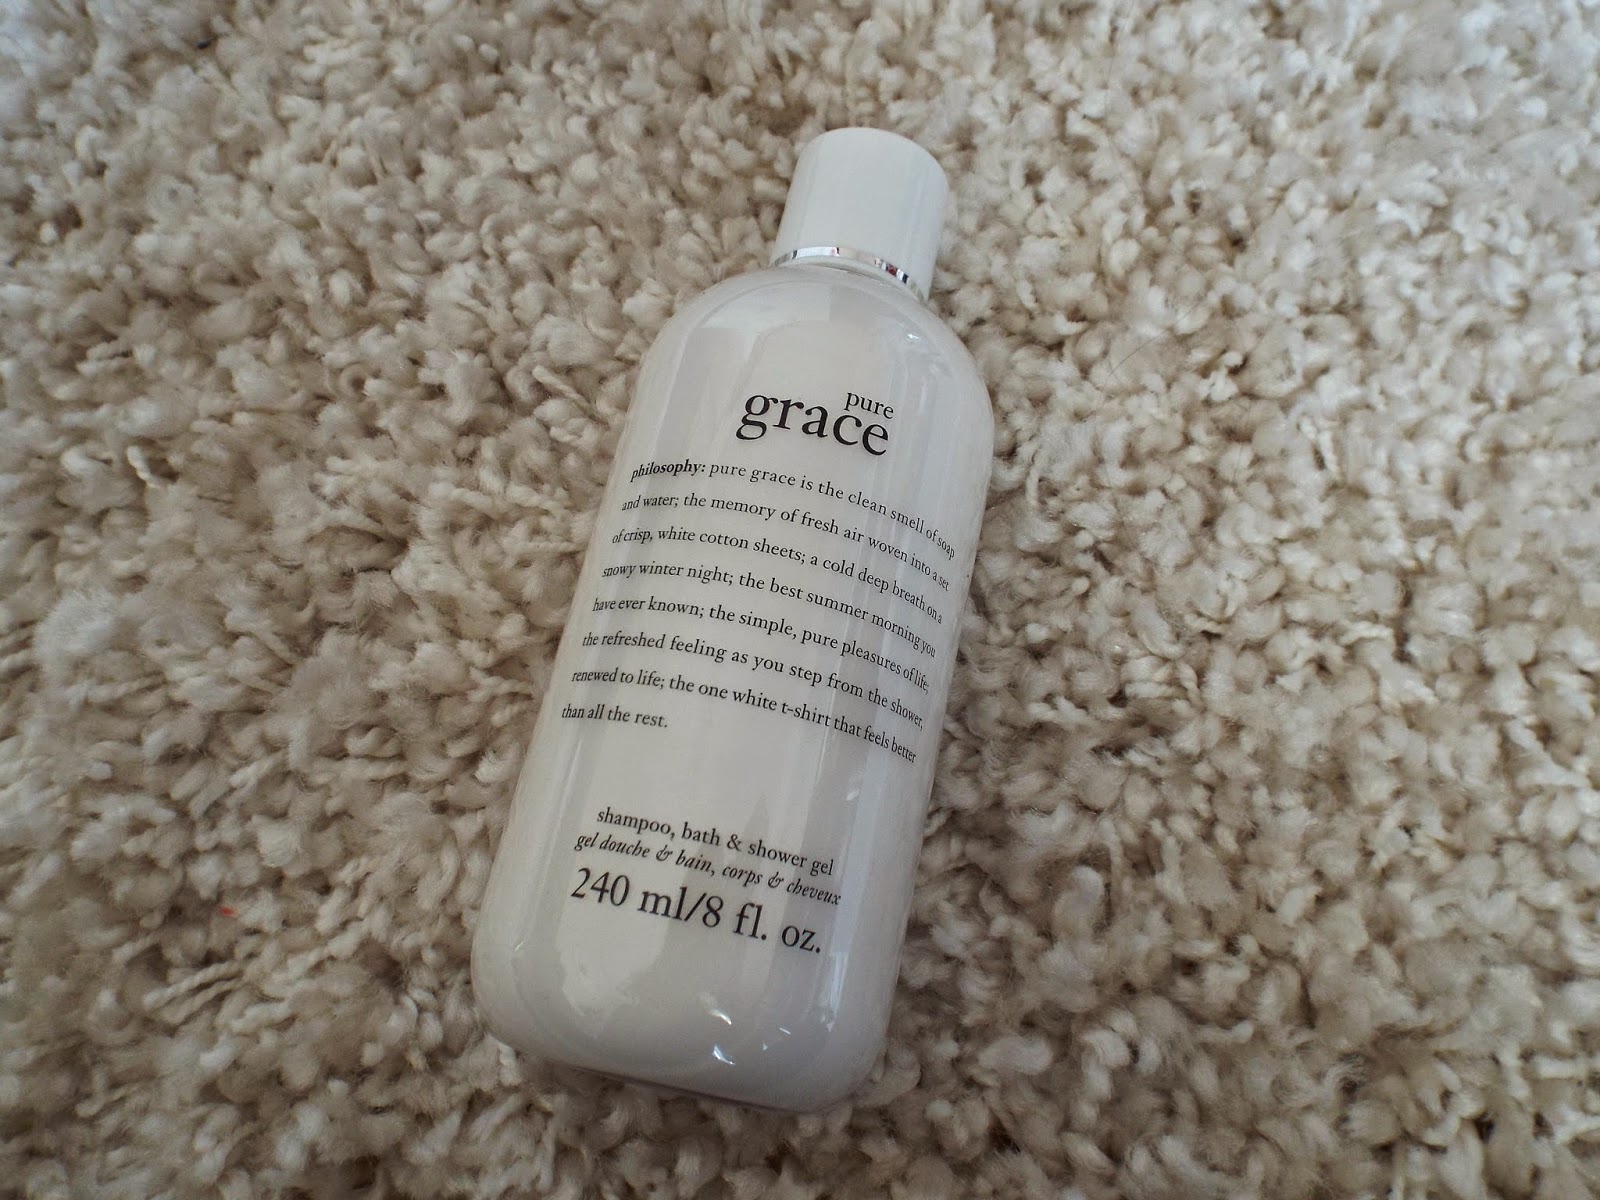 pure
grace
philosophy: pure grace is the clean smell of soap
and water; the memory of fresh air woven into a set
of crisp, white cotton sheets; a cold deep breath on a
snowy winter night; the best summer morning you
have ever known; the simple, pure pleasures of life;
the refreshed feeling as you step from the shower,
renewed to life; the one white t-shirt that feels better
than all the rest.
shampoo, bath & shower gel
gel douche & bain, corps & cheveux
240 ml/8 fl. oz.